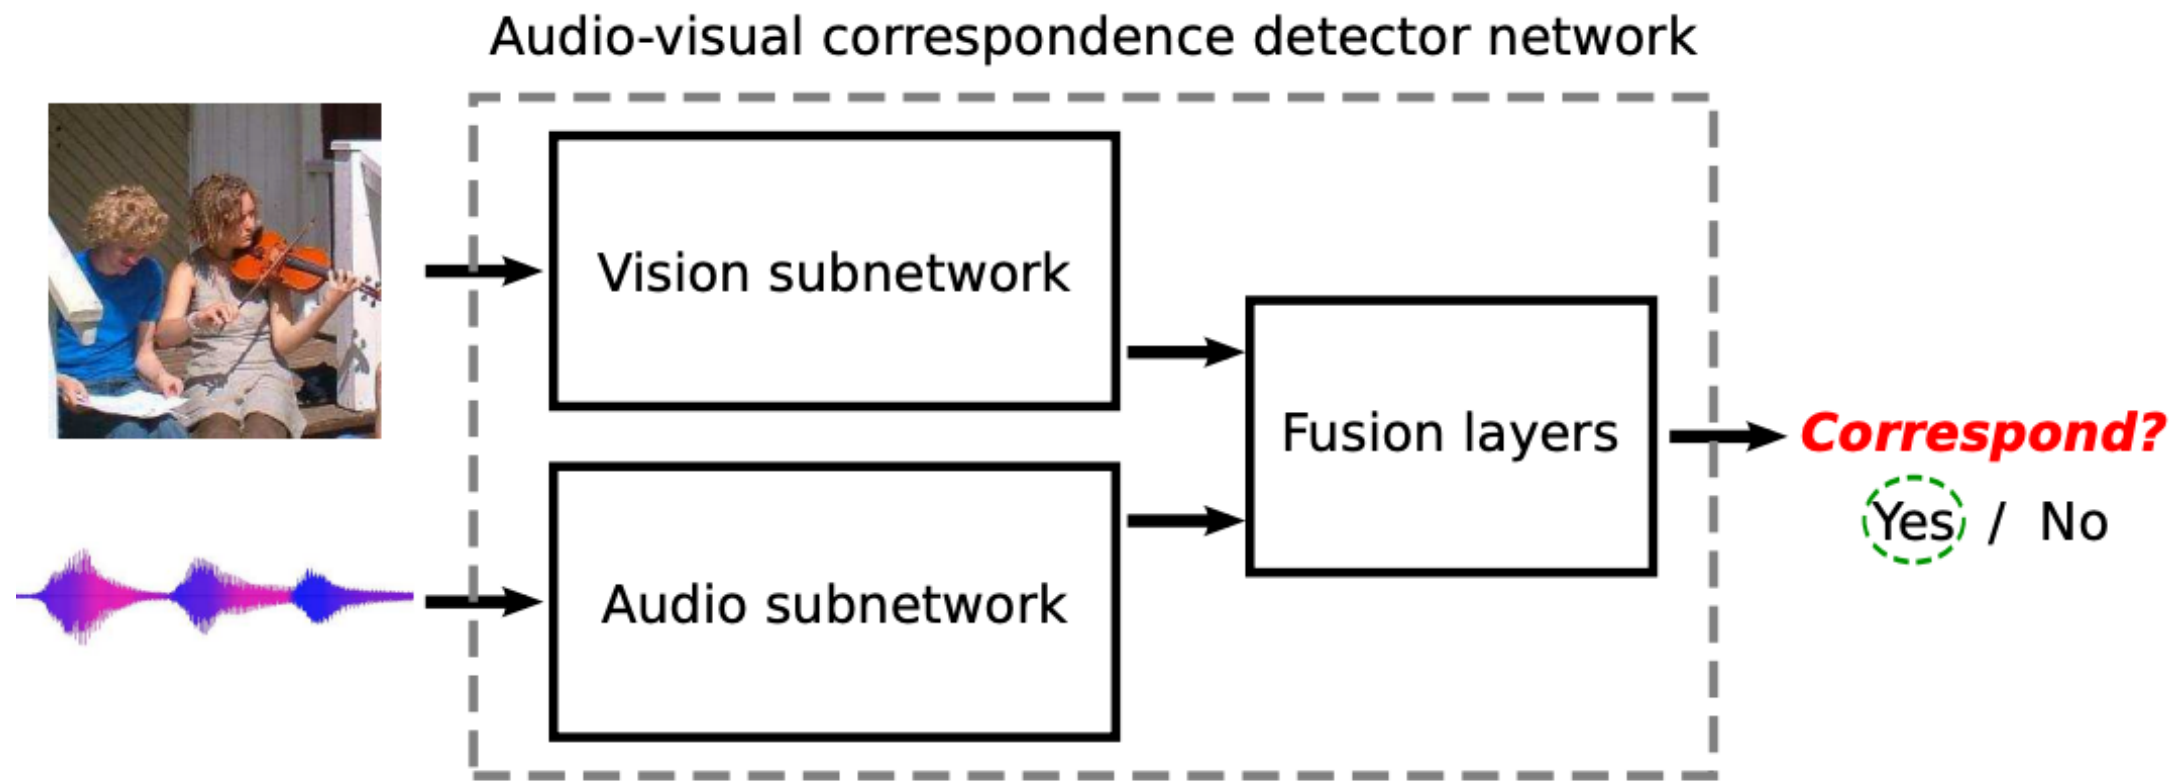 Audio-visual correspondence detector network
Vision subnetwork
Audio subnetwork
Fusion layers
Correspond?
Yes / No